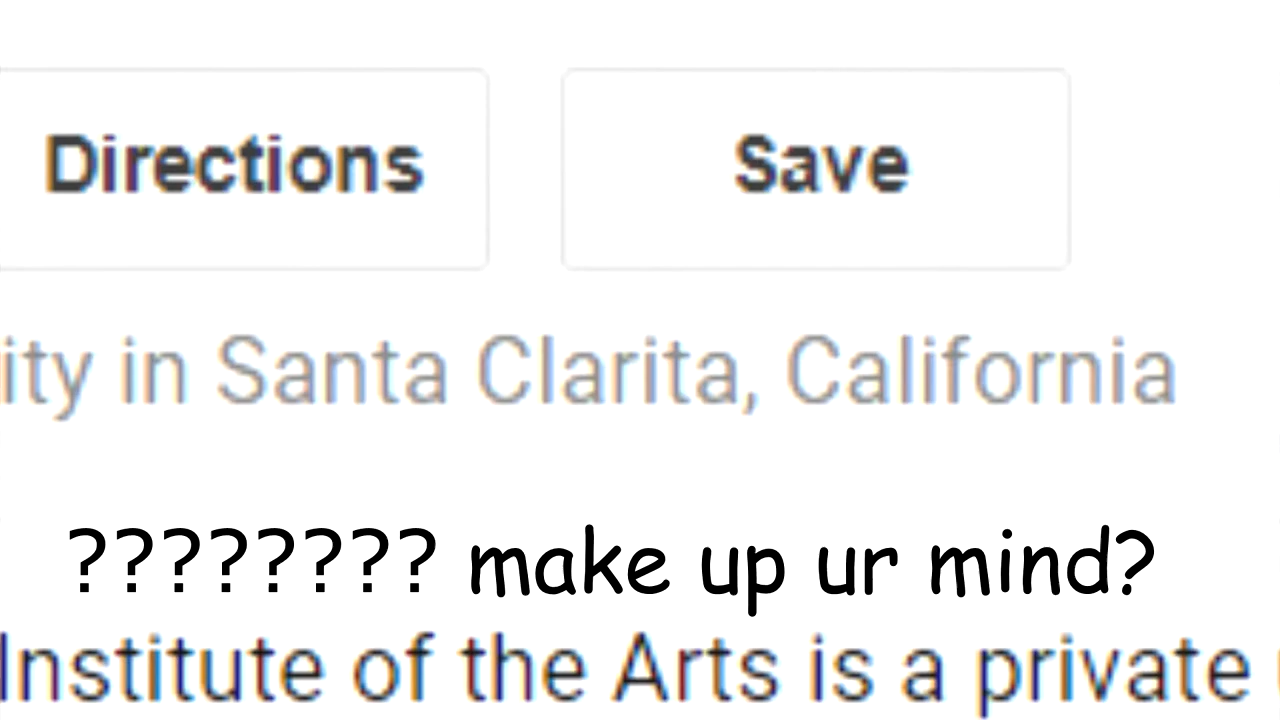 Directions Save
ity in Santa Clarita, California
???????? make up ur mind?
Institute of the Arts is a private